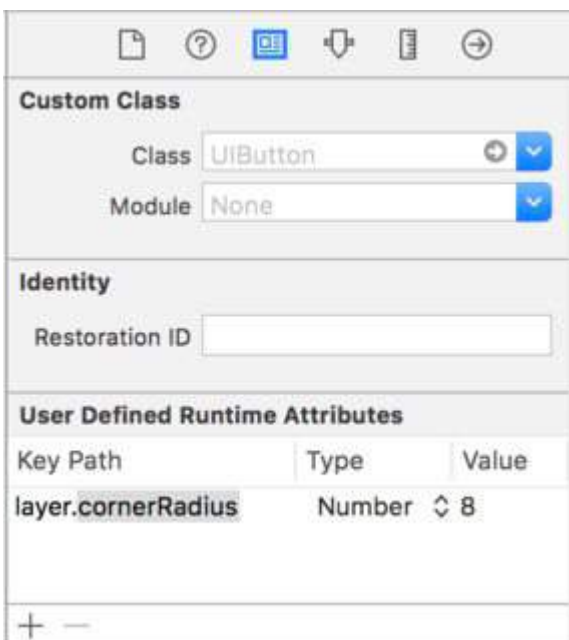 Custom Class
Class UIButton
Module None
Identity
Restoration ID
User Defined Runtime Attributes
Key Path Type Value
layer.cornerRadius Number 8